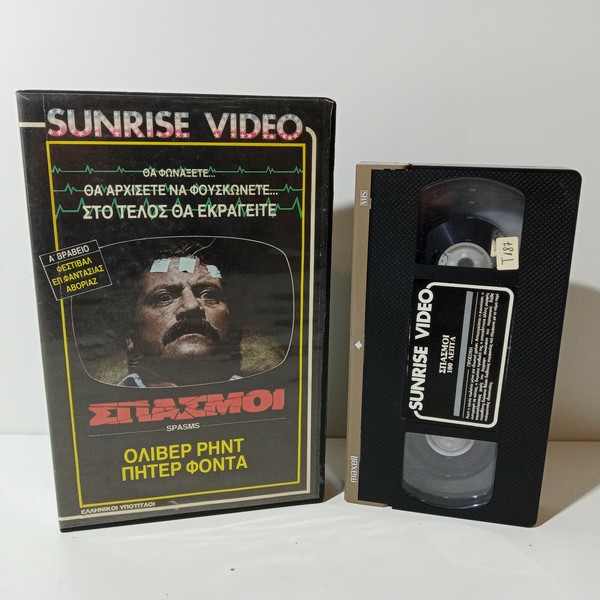 SUNRISE VIDEO
ΘΑ ΦΩΝΑΞΕΤΕ...
ΘΑ ΑΡΧΙΣΕΤΕ ΝΑ ΦΟΥΣΚΩΝΕΤΕ...
ΣΤΟ ΤΕΛΟΣ ΘΑ ΕΚΡΑΓΕΙΤΕ
Α' ΒΡΑΒΕΙΟ
ΦΕΣΤΙΒΑΛ
ΕΠ. ΦΑΝΤΑΣΙΑΣ
ΑΒΟΡΙΑΖ
ΣΠΑΣΜΟΙ
SPASMS
ΟΛΙΒΕΡ ΡΗΝΤ
ΠΗΤΕΡ ΦΟΝΤΑ
ΕΛΛΗΝΙΚΟΙ ΥΠΟΤΙΤΛΟΙ
VHS
T187
SUNRISE VIDEO
ΣΠΑΣΜΟΙ
100 ΛΕΠΤΑ
maxell